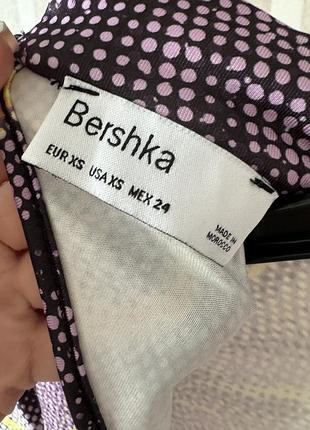 Bershka
EUR XS USA XS MEX 24
MADE IN
MOROCCO